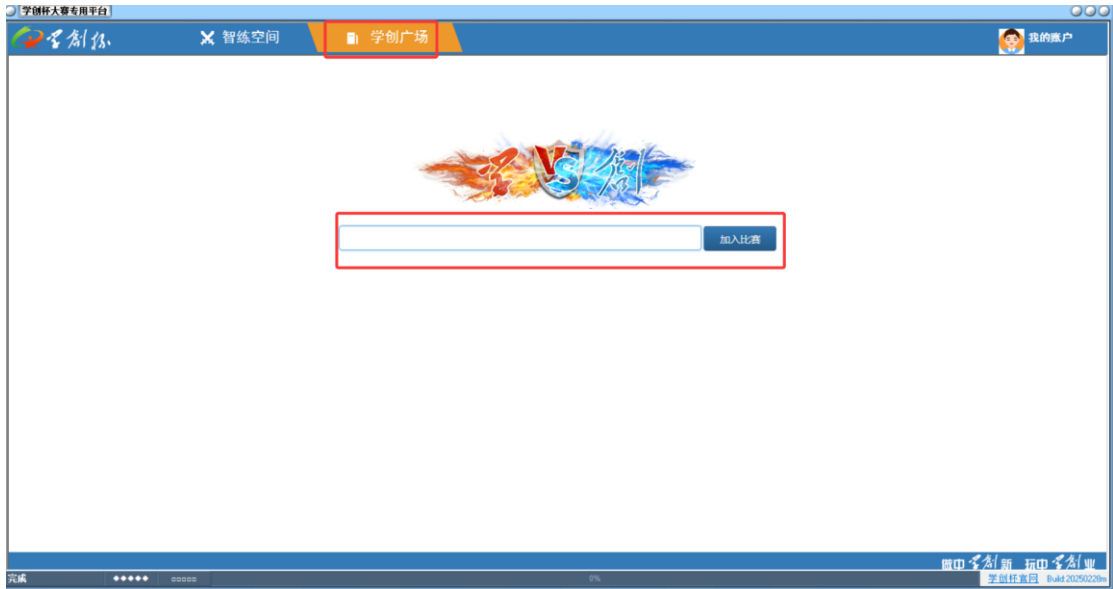 学创杯大赛专用平台
学创杯 智练空间 学创广场 我的账户
学VS创
加入比赛
做中学创新 玩中学创业
完成 ◆◆◆◆◆ ¤¤¤¤¤ 0% 学创杯官网 Build:20250228m